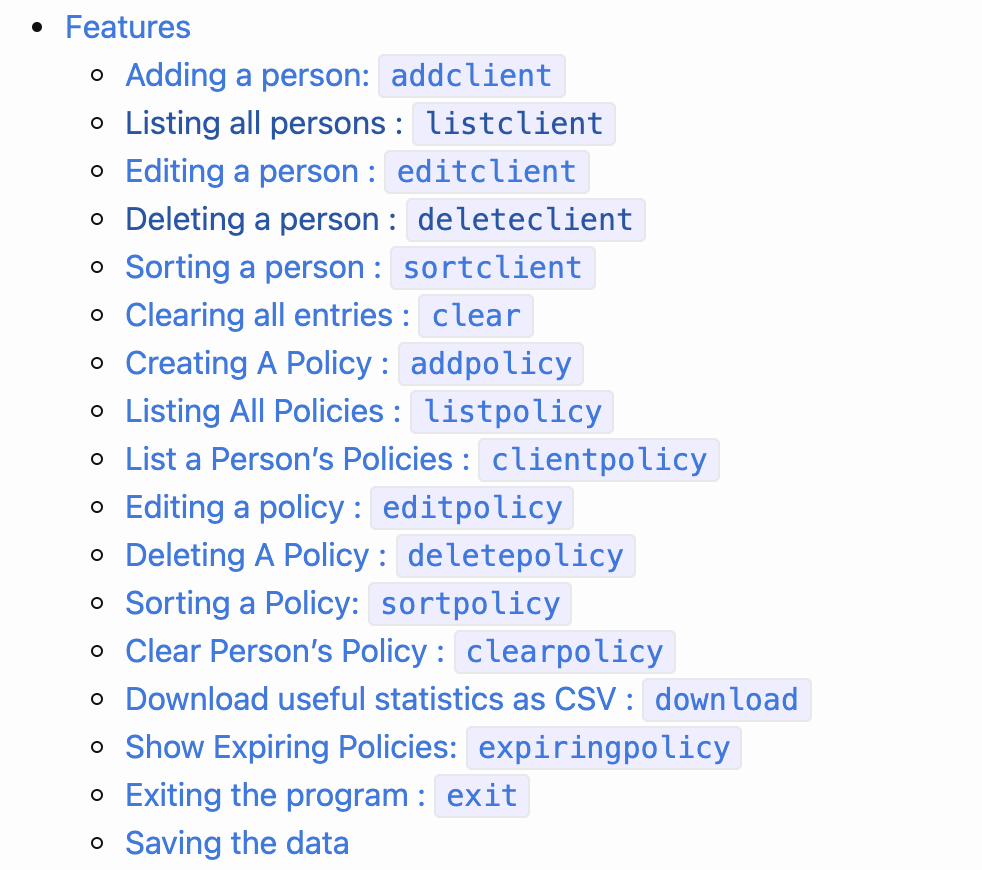 Features
Adding a person: addclient
Listing all persons : listclient
Editing a person : editclient
Deleting a person : deleteclient
Sorting a person : sortclient
Clearing all entries : clear
Creating A Policy : addpolicy
Listing All Policies : listpolicy
List a Person’s Policies : clientpolicy
Editing a policy : editpolicy
Deleting A Policy : deletepolicy
Sorting a Policy: sortpolicy
Clear Person’s Policy : clearpolicy
Download useful statistics as CSV : download
Show Expiring Policies: expiringpolicy
Exiting the program : exit
Saving the data